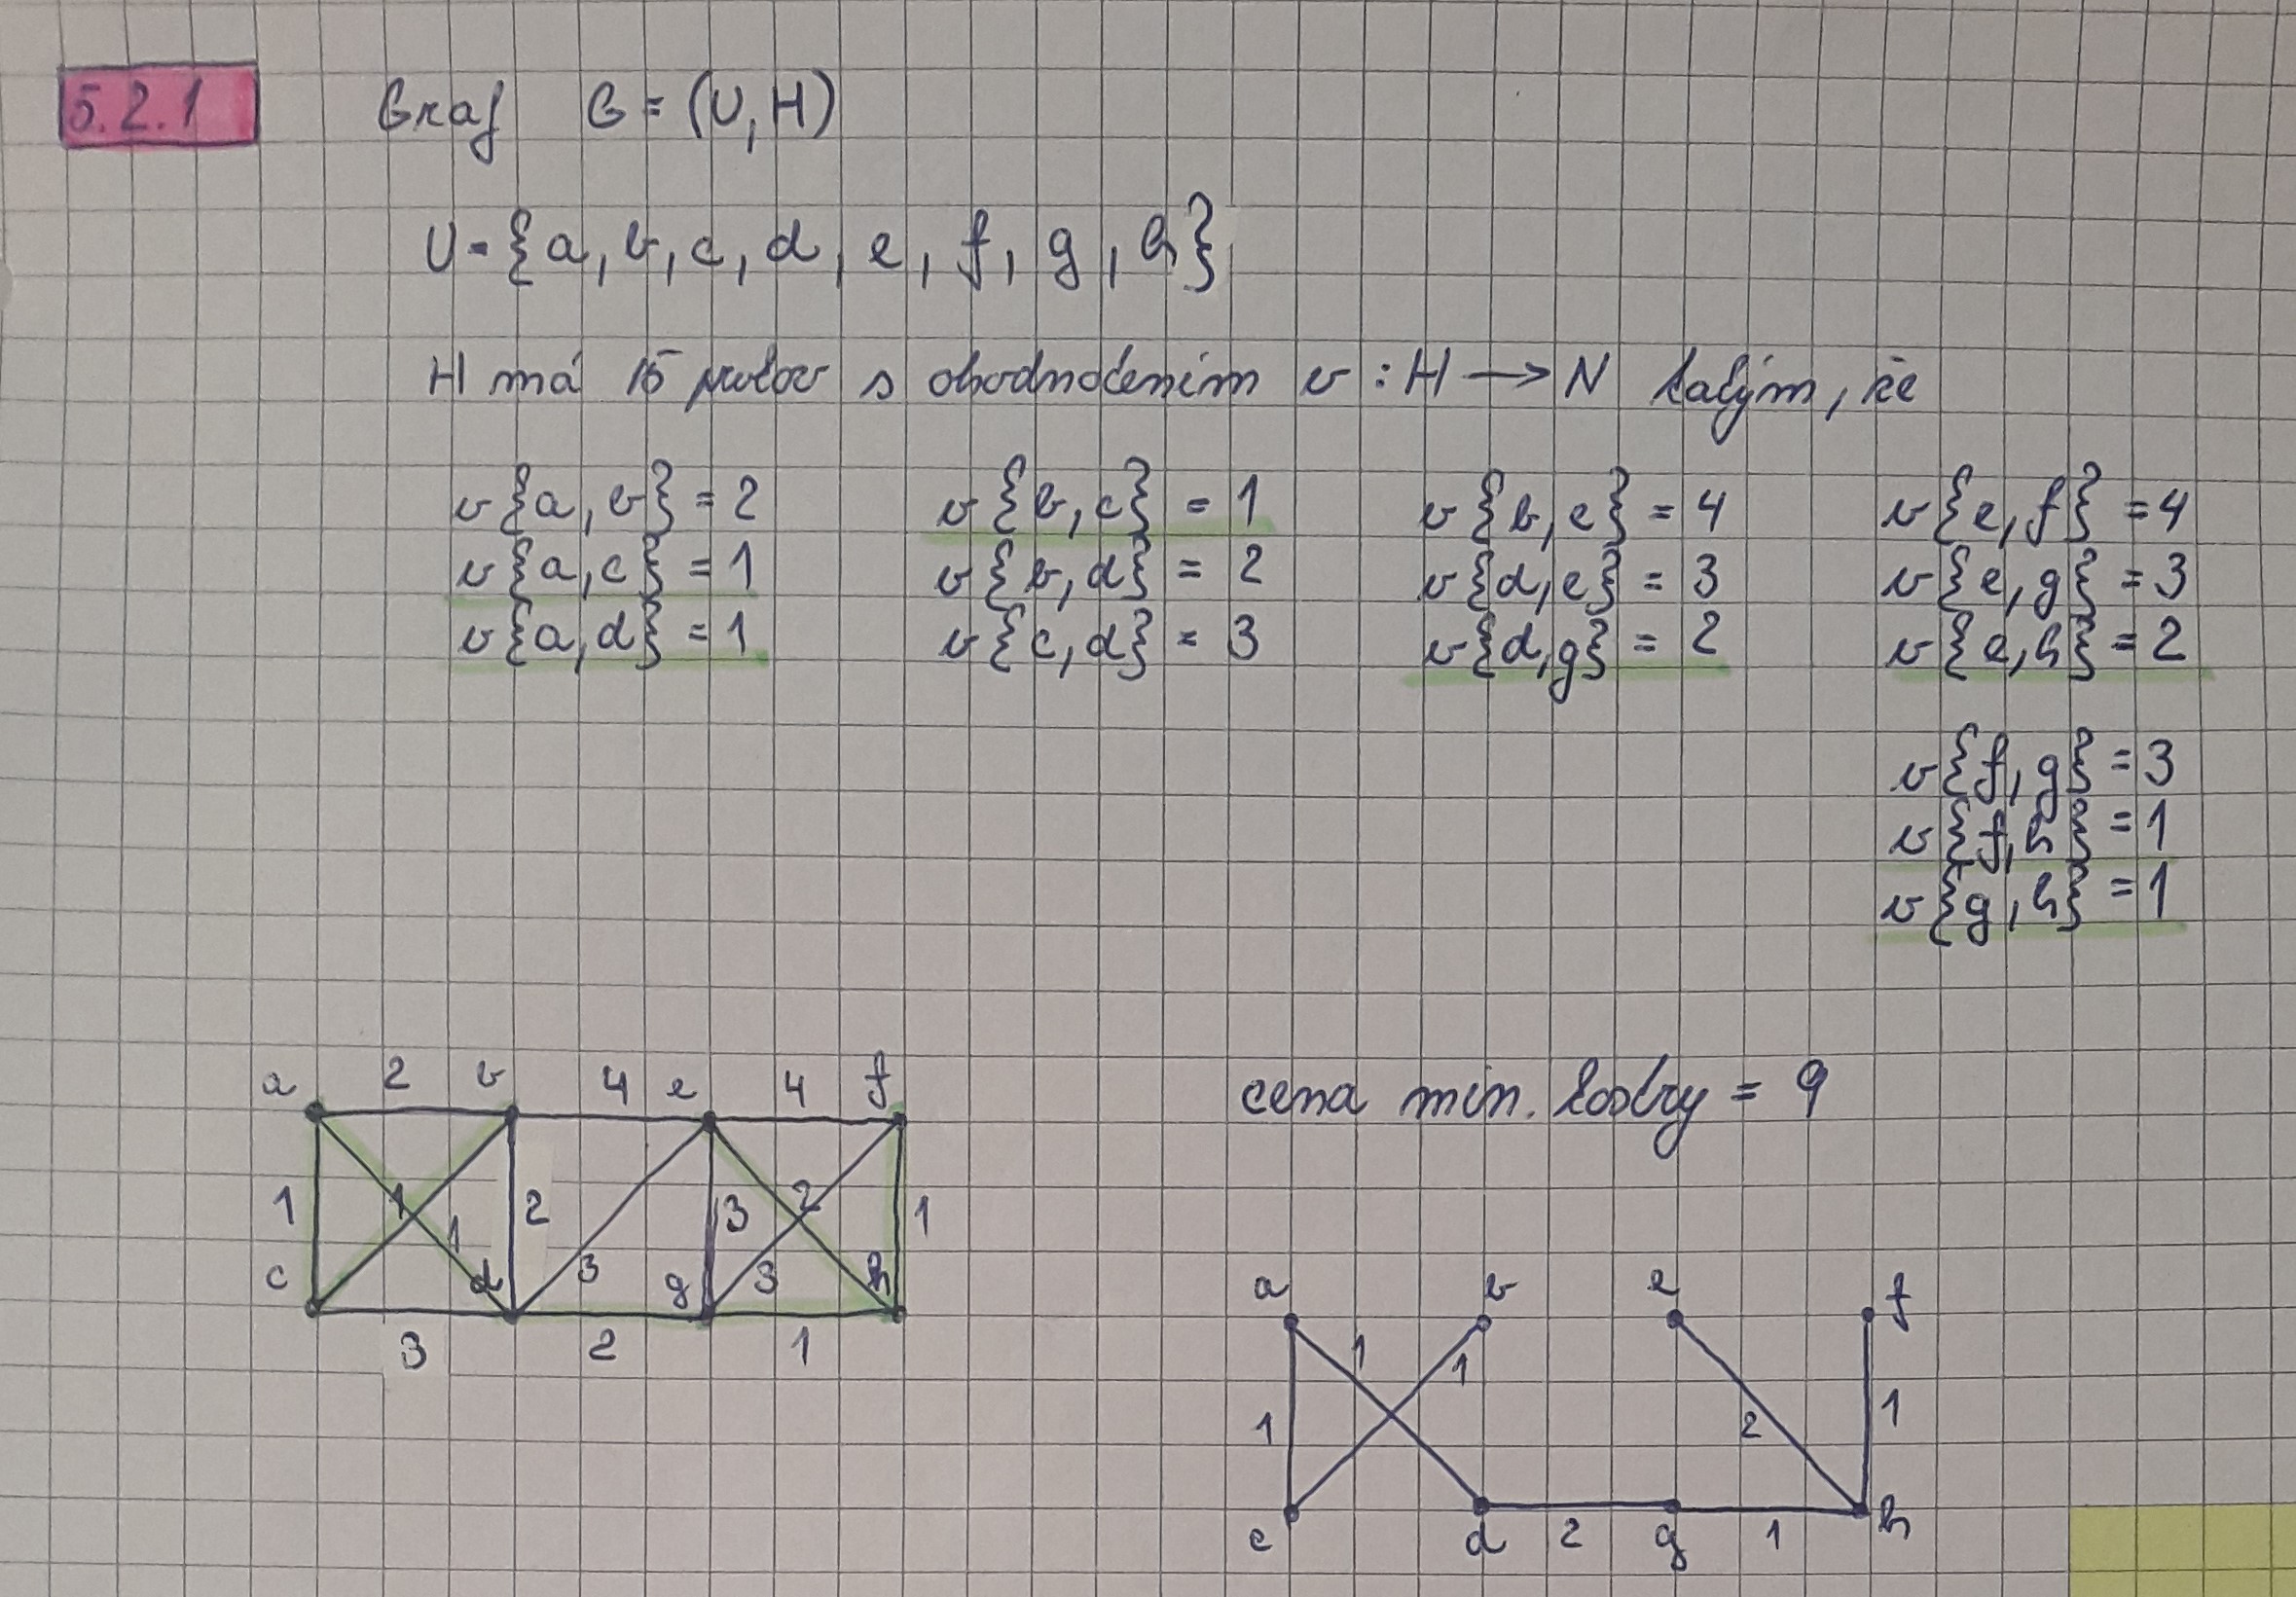 5.2.1 Graf G = (U, H)
U = {a, b, c, d, e, f, g, h}
H má 15 prvkov s ohodnotením v : H → N takým, že
v{a, b} = 2 v{b, c} = 1 v{b, e} = 4 v{e, f} = 4
v{a, c} = 1 v{b, d} = 2 v{d, e} = 3 v{e, g} = 3
v{a, d} = 1 v{c, d} = 3 v{d, g} = 2 v{e, h} = 2
v{f, g} = 3
v{f, h} = 1
v{g, h} = 1
a 2 b 4 e 4 f
1 1 1 2 3 3 2 3 1
c d g h
3 2 1
cena min. kostry = 9
a b e f
1 1 1 2 1
c d 2 g 1 h